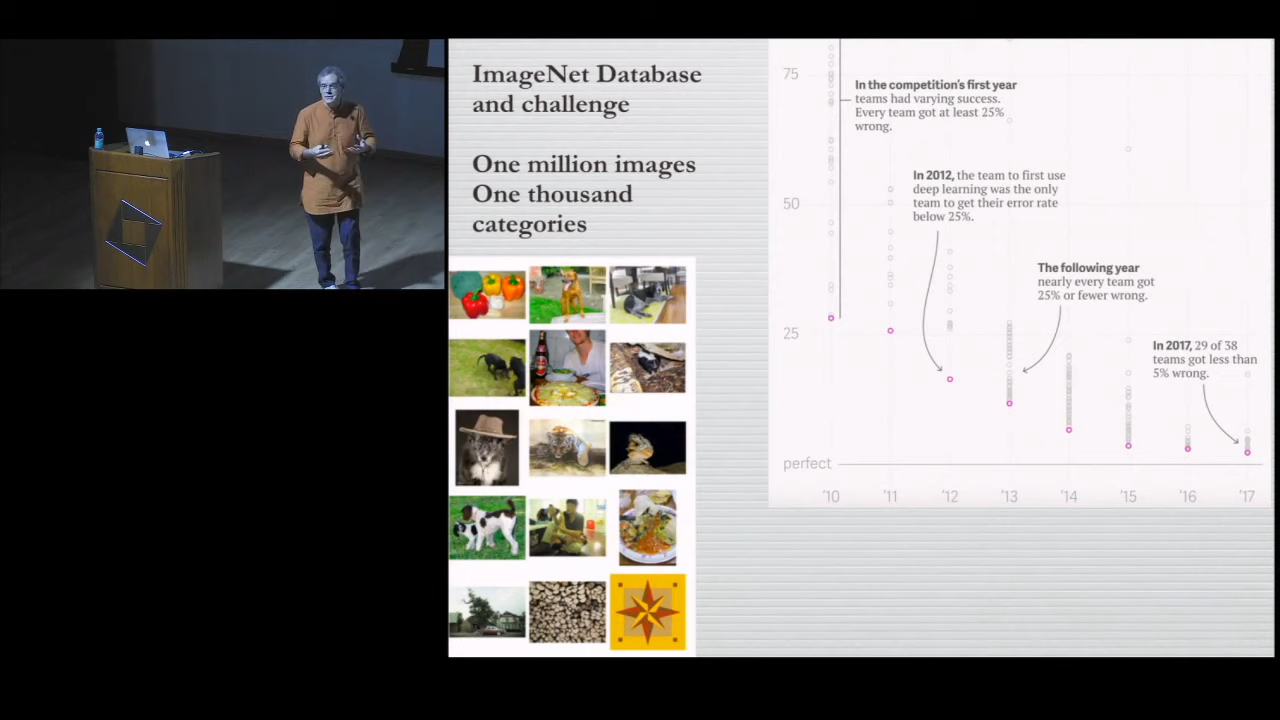 ImageNet Database
and challenge
One million images
One thousand
categories
75
In the competition's first year
teams had varying success.
Every team got at least 25%
wrong.
In 2012, the team to first use
deep learning was the only
team to get their error rate
below 25%.
50
The following year
nearly every team got
25% or fewer wrong.
25
In 2017, 29 of 38
teams got less than
5% wrong.
perfect
'10 '11 '12 '13 '14 '15 '16 '17